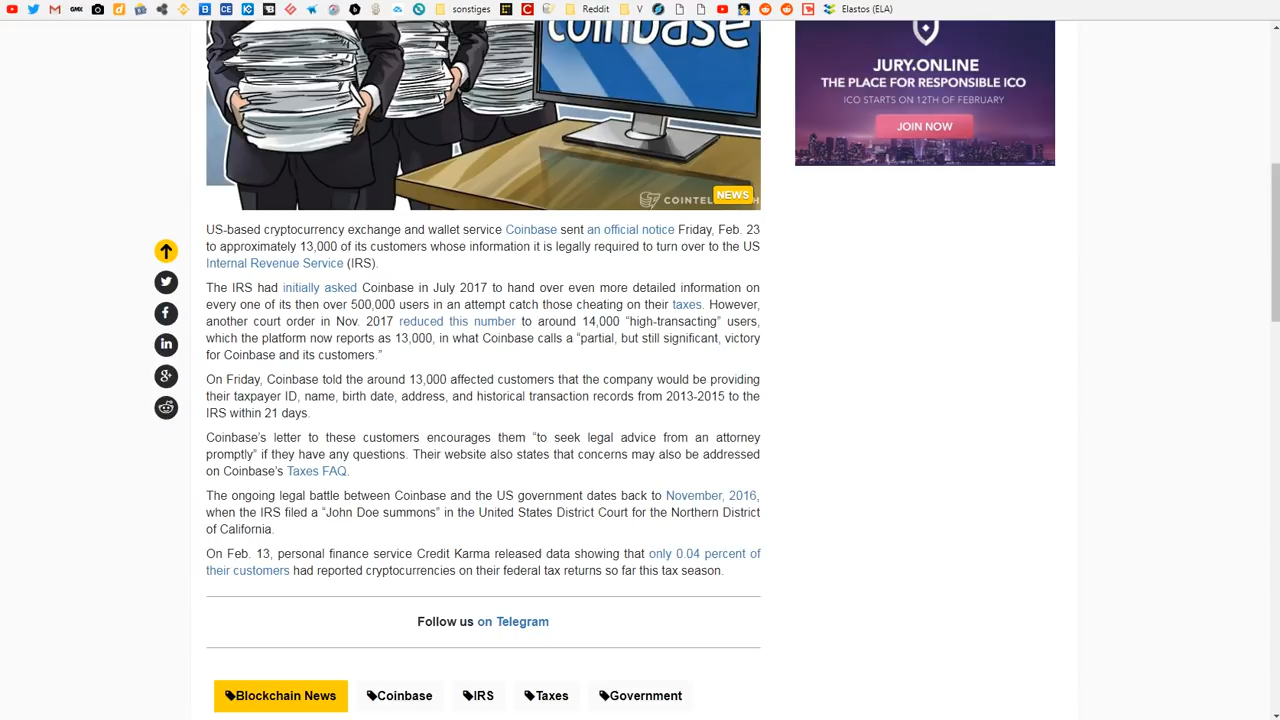 GMX
sonstiges
Reddit
V
Elastos (ELA)
coinbase
NEWS
JURY.ONLINE
THE PLACE FOR RESPONSIBLE ICO
ICO STARTS ON 12TH OF FEBRUARY
JOIN NOW
US-based cryptocurrency exchange and wallet service Coinbase sent an official notice Friday, Feb. 23
to approximately 13,000 of its customers whose information it is legally required to turn over to the US
Internal Revenue Service (IRS).
The IRS had initially asked Coinbase in July 2017 to hand over even more detailed information on
every one of its then over 500,000 users in an attempt catch those cheating on their taxes. However,
another court order in Nov. 2017 reduced this number to around 14,000 “high-transacting” users,
which the platform now reports as 13,000, in what Coinbase calls a “partial, but still significant, victory
for Coinbase and its customers.”
On Friday, Coinbase told the around 13,000 affected customers that the company would be providing
their taxpayer ID, name, birth date, address, and historical transaction records from 2013-2015 to the
IRS within 21 days.
Coinbase’s letter to these customers encourages them “to seek legal advice from an attorney
promptly” if they have any questions. Their website also states that concerns may also be addressed
on Coinbase’s Taxes FAQ.
The ongoing legal battle between Coinbase and the US government dates back to November, 2016,
when the IRS filed a “John Doe summons” in the United States District Court for the Northern District
of California.
On Feb. 13, personal finance service Credit Karma released data showing that only 0.04 percent of
their customers had reported cryptocurrencies on their federal tax returns so far this tax season.
Follow us on Telegram
Blockchain News
Coinbase
IRS
Taxes
Government